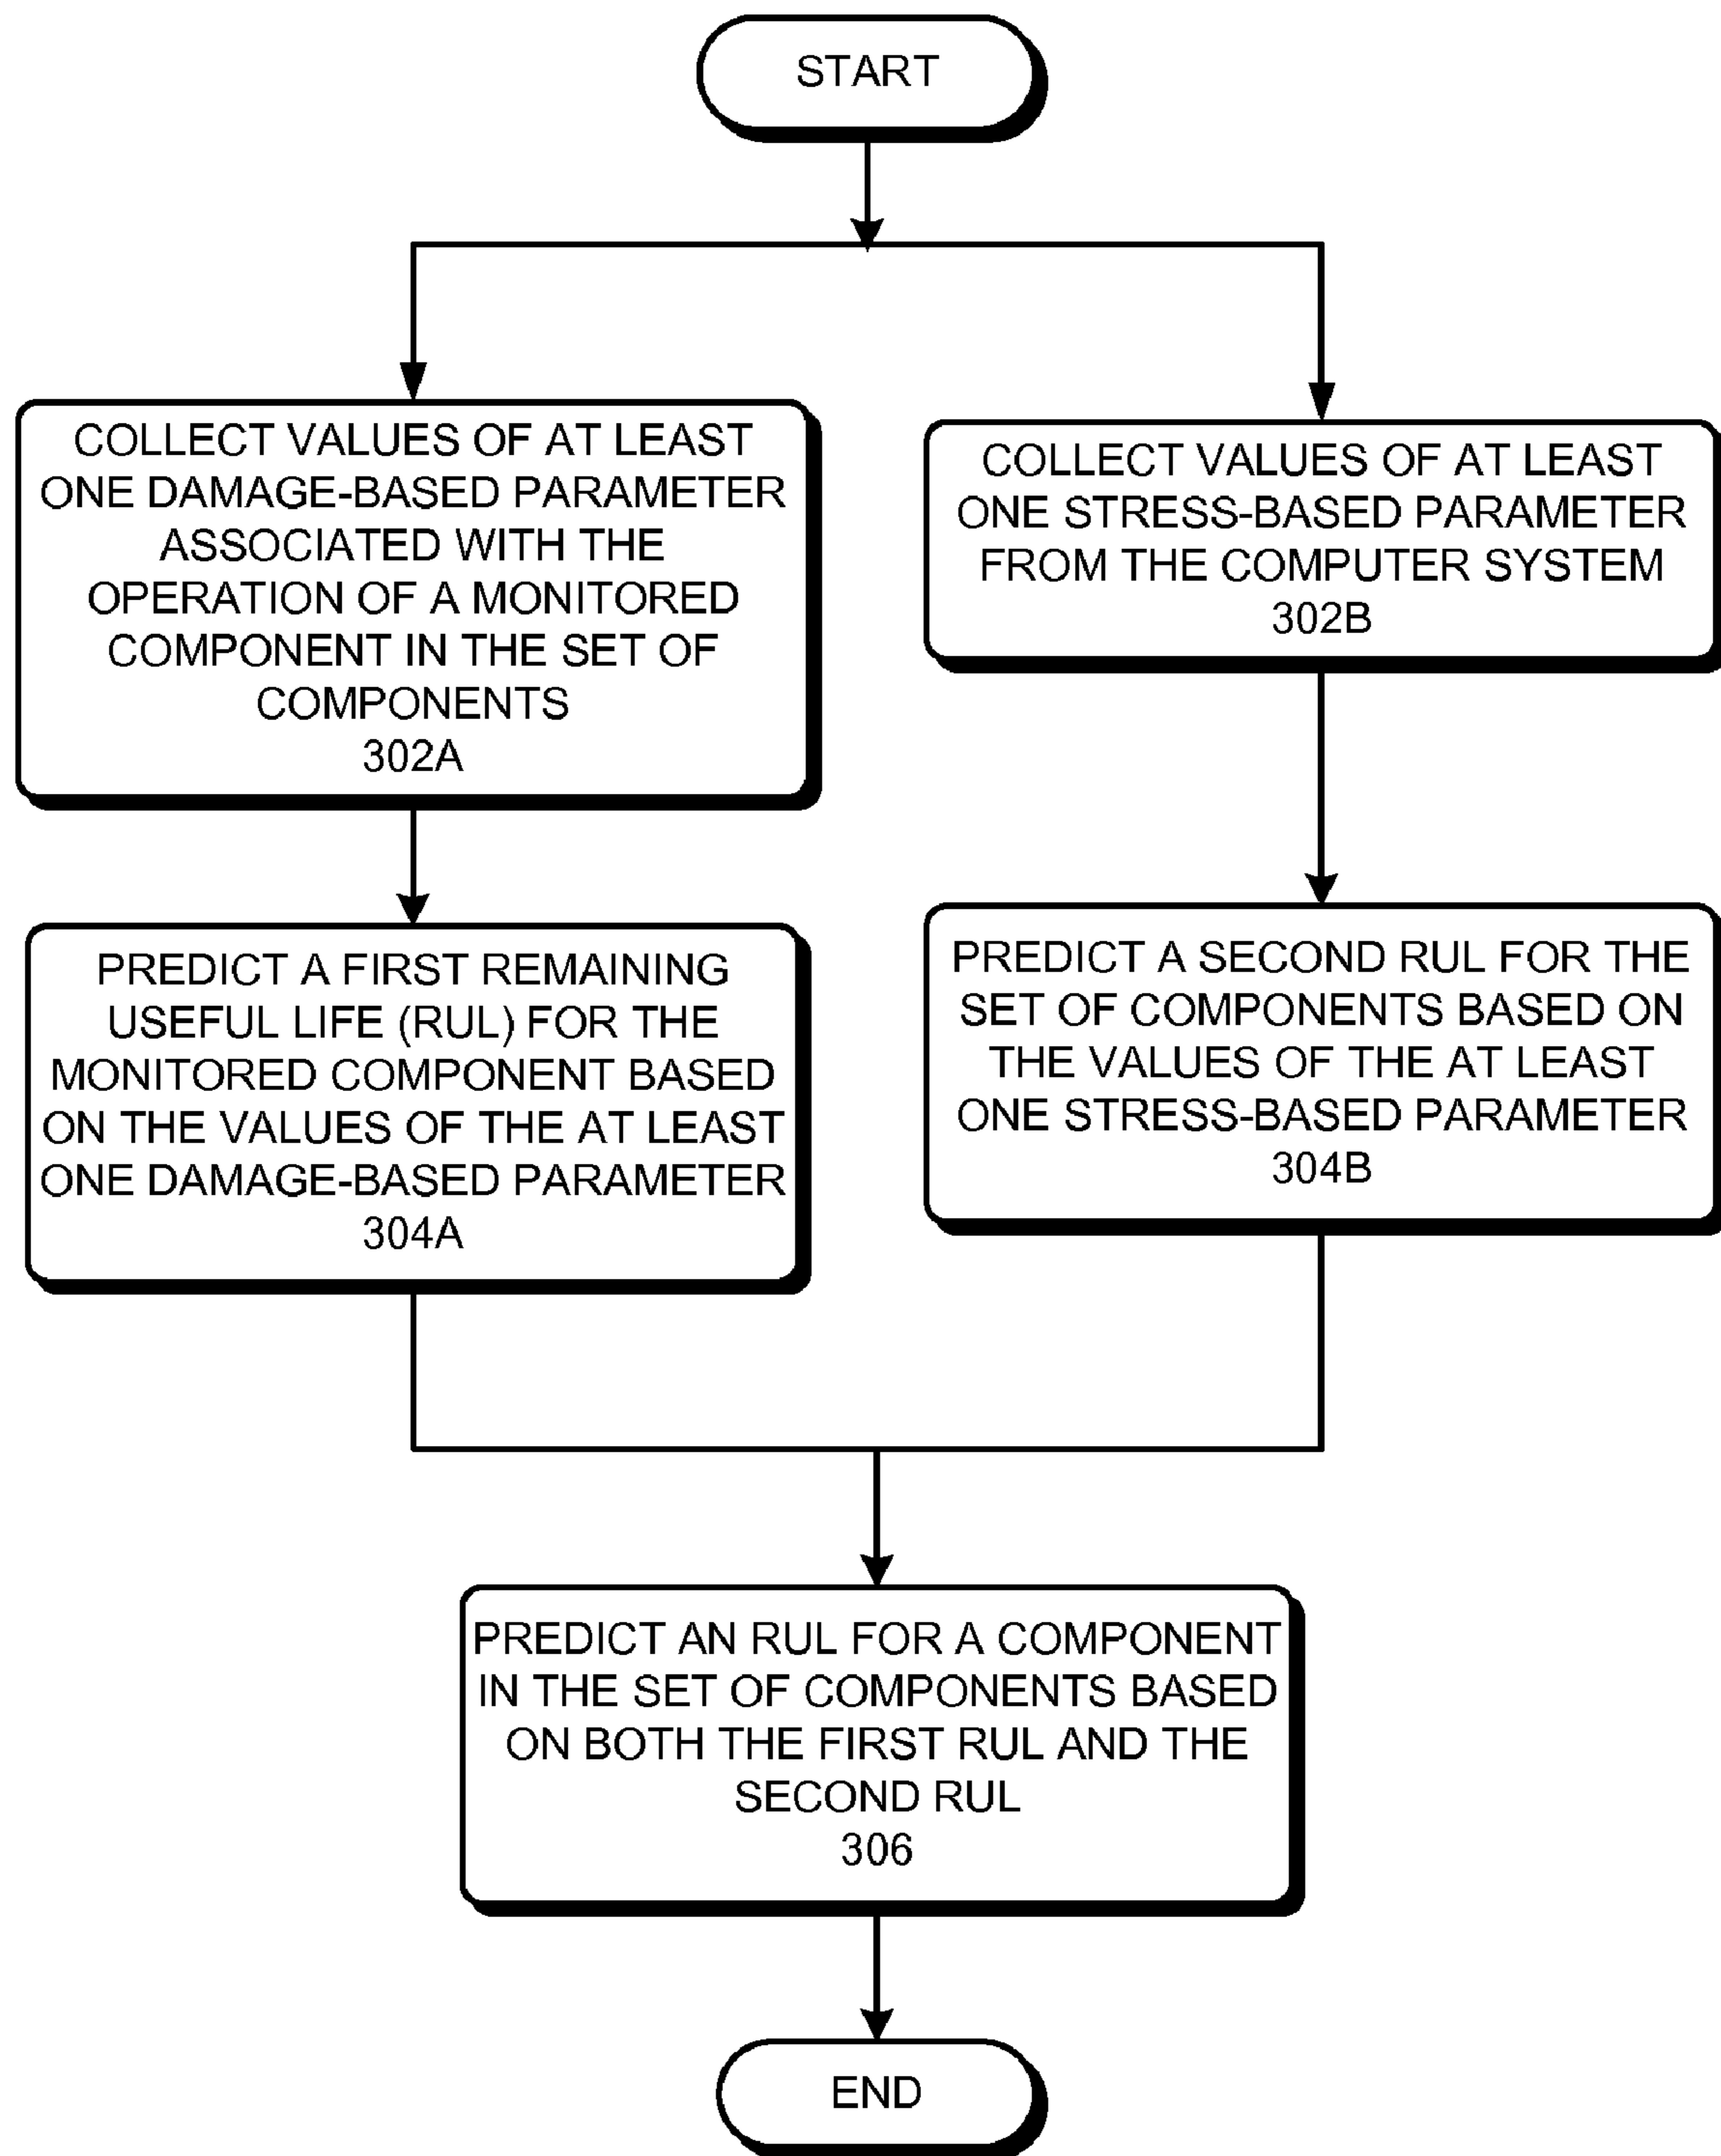 START
COLLECT VALUES OF AT LEAST
ONE DAMAGE-BASED PARAMETER
ASSOCIATED WITH THE
OPERATION OF A MONITORED
COMPONENT IN THE SET OF
COMPONENTS
302A
COLLECT VALUES OF AT LEAST
ONE STRESS-BASED PARAMETER
FROM THE COMPUTER SYSTEM
302B
PREDICT A FIRST REMAINING
USEFUL LIFE (RUL) FOR THE
MONITORED COMPONENT BASED
ON THE VALUES OF THE AT LEAST
ONE DAMAGE-BASED PARAMETER
304A
PREDICT A SECOND RUL FOR THE
SET OF COMPONENTS BASED ON
THE VALUES OF THE AT LEAST
ONE STRESS-BASED PARAMETER
304B
PREDICT AN RUL FOR A COMPONENT
IN THE SET OF COMPONENTS BASED
ON BOTH THE FIRST RUL AND THE
SECOND RUL
306
END